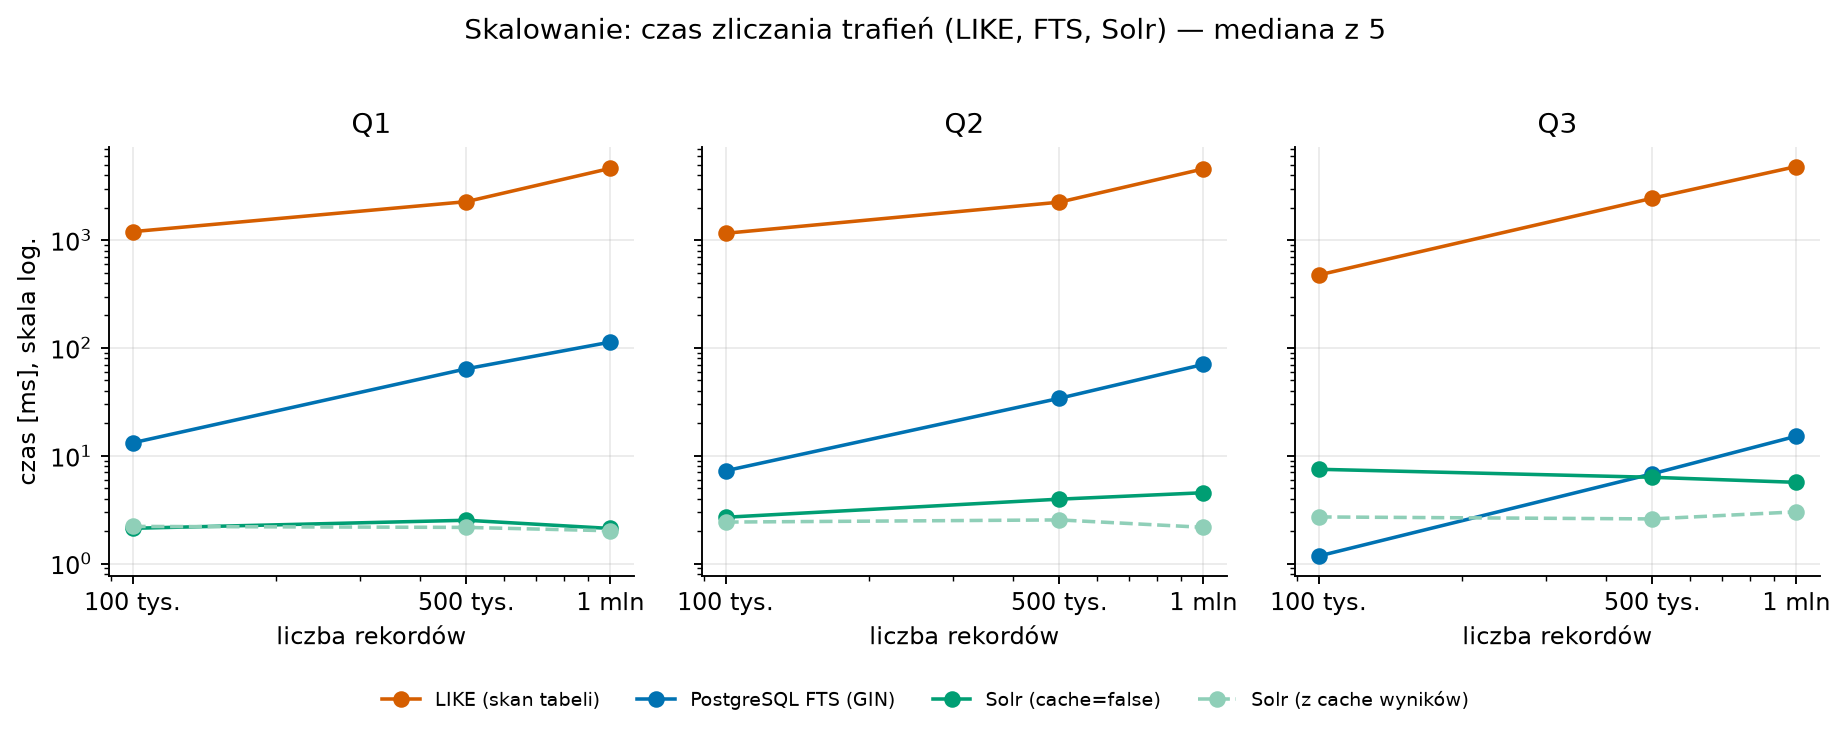 Skalowanie: czas zliczania trafień (LIKE, FTS, Solr) — mediana z 5
Q1
Q2
Q3
czas [ms], skala log.
10³
10²
10¹
10⁰
100 tys.
500 tys.
1 mln
100 tys.
500 tys.
1 mln
100 tys.
500 tys.
1 mln
liczba rekordów
liczba rekordów
liczba rekordów
LIKE (skan tabeli)
PostgreSQL FTS (GIN)
Solr (cache=false)
Solr (z cache wyników)